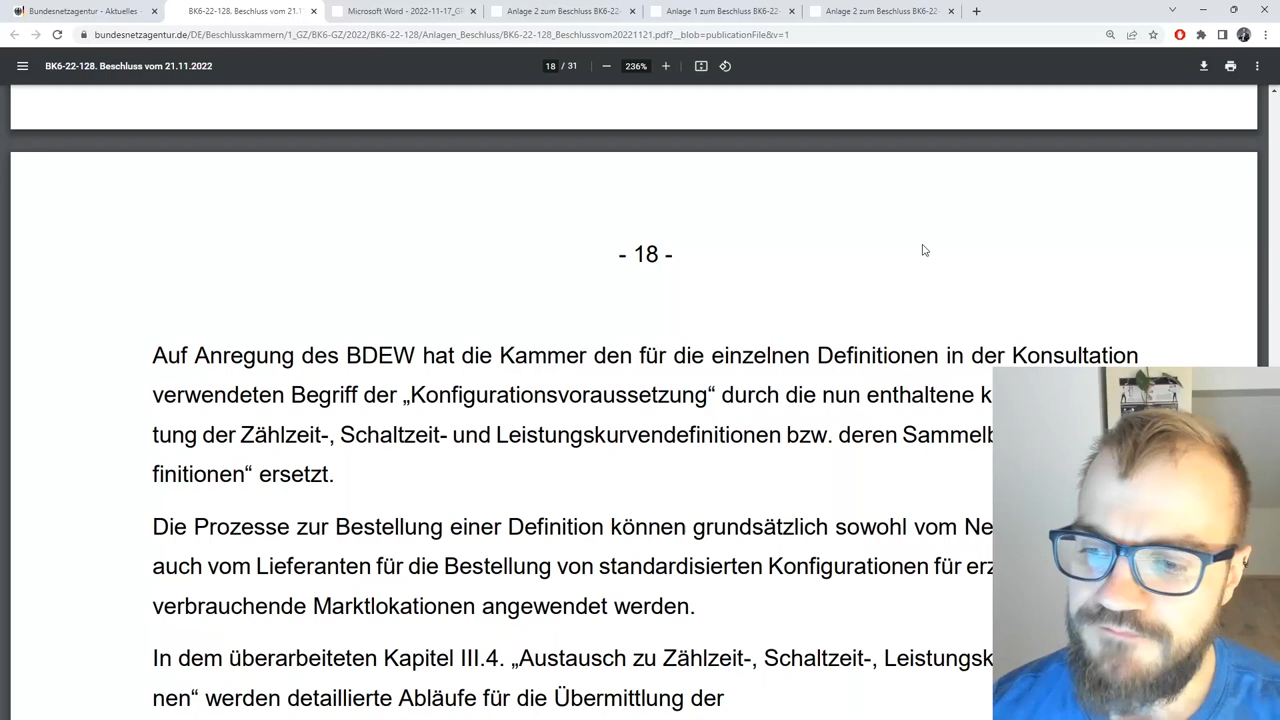 Bundesnetzagentur - Aktuelles -
BK6-22-128. Beschluss vom 21.1
Microsoft Word - 2022-11-17_G
Anlage 2 zum Beschluss BK6-22-
Anlage 1 zum Beschluss BK6-22-
Anlage 2 zum Beschluss BK6-22-
bundesnetzagentur.de/DE/Beschlusskammern/1_GZ/BK6-GZ/2022/BK6-22-128/Anlagen_Beschluss/BK6-22-128_Beschlussvom20221121.pdf?__blob=publicationFile&v=1
BK6-22-128. Beschluss vom 21.11.2022
18 / 31
236%
- 18 -
Auf Anregung des BDEW hat die Kammer den für die einzelnen Definitionen in der Konsultation
verwendeten Begriff der „Konfigurationsvoraussetzung“ durch die nun enthaltene k
tung der Zählzeit-, Schaltzeit- und Leistungskurvendefinitionen bzw. deren Sammelb
finitionen“ ersetzt.
Die Prozesse zur Bestellung einer Definition können grundsätzlich sowohl vom Ne
auch vom Lieferanten für die Bestellung von standardisierten Konfigurationen für erz
verbrauchende Marktlokationen angewendet werden.
In dem überarbeiteten Kapitel III.4. „Austausch zu Zählzeit-, Schaltzeit-, Leistungsk
nen“ werden detaillierte Abläufe für die Übermittlung der